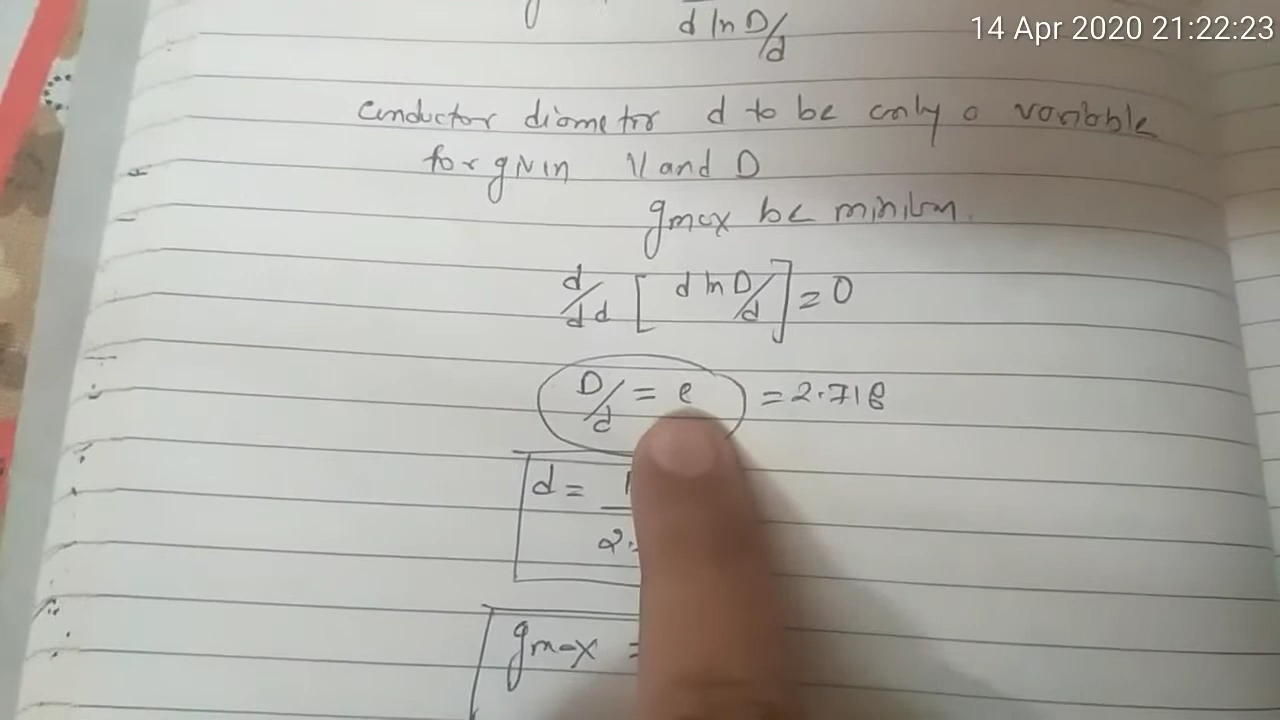 14 Apr 2020 21:22:23
d ln D/d
conductor diameter d to be only a variable
for given V and D
gmax be minimum.
d/dd [ d ln D/d ] = 0
D/d = e = 2.718
d =
2.
gmax =